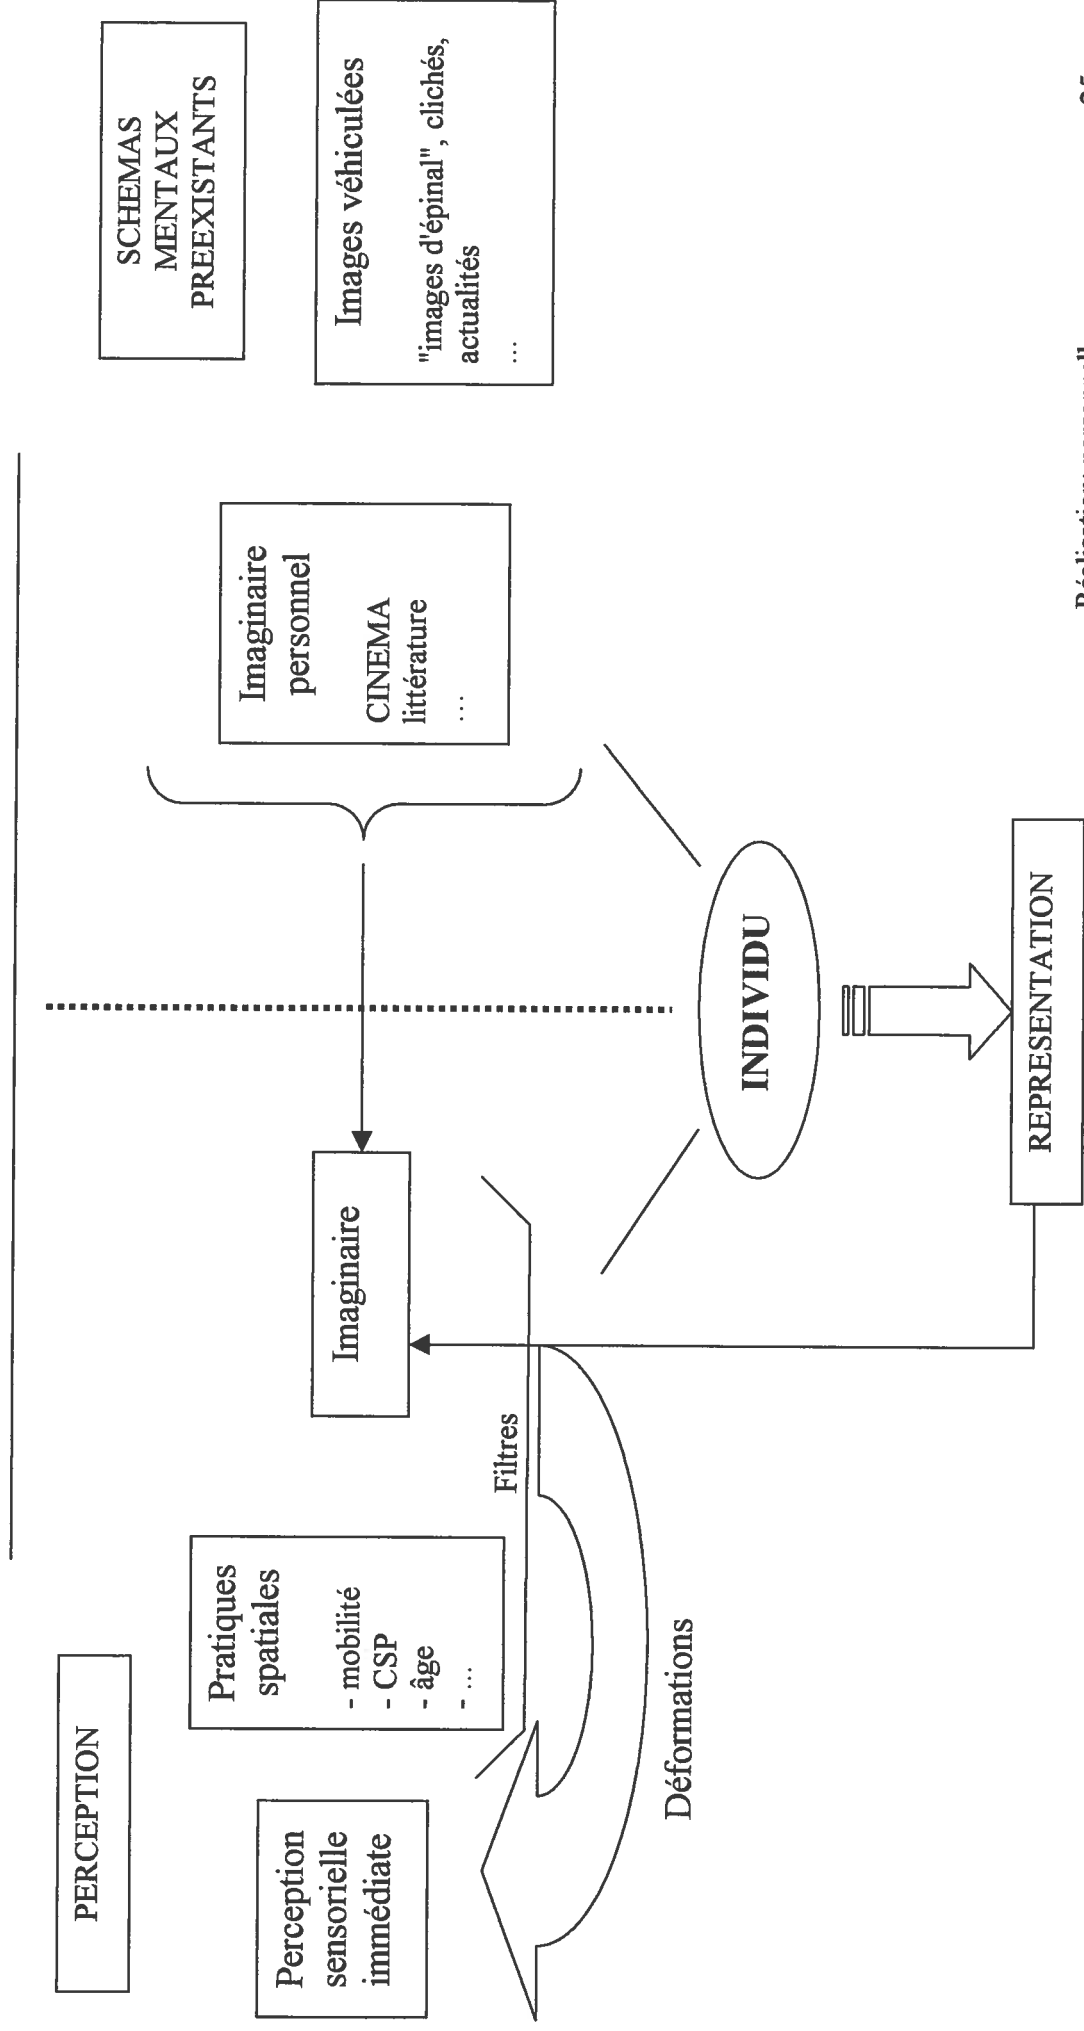 PERCEPTION
SCHEMAS
MENTAUX
PREEXISTANTS
Perception
sensorielle
immédiate
Pratiques
spatiales
- mobilité
- CSP
- âge
- ...
Imaginaire
Imaginaire
personnel
CINEMA
littérature
...
Images véhiculées
"images d'épinal", clichés,
actualités
...
Filtres
Déformations
INDIVIDU
REPRESENTATION